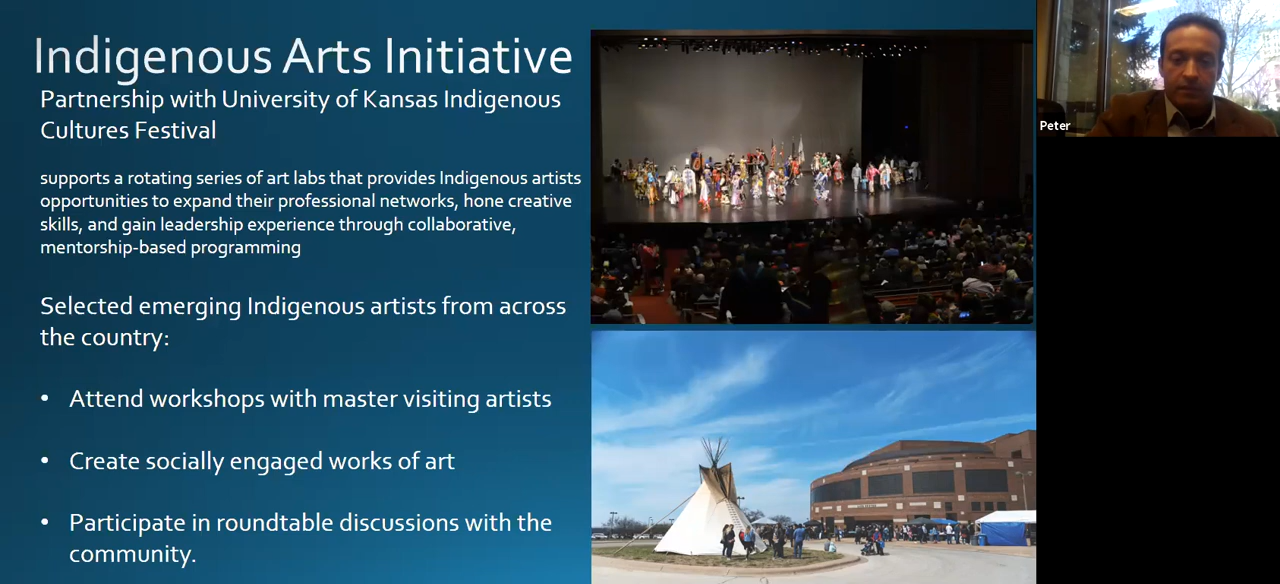 Indigenous Arts Initiative
Partnership with University of Kansas Indigenous
Cultures Festival
supports a rotating series of art labs that provides Indigenous artists
opportunities to expand their professional networks, hone creative
skills, and gain leadership experience through collaborative,
mentorship-based programming
Selected emerging Indigenous artists from across
the country:
• Attend workshops with master visiting artists
• Create socially engaged works of art
• Participate in roundtable discussions with the
community.
Peter